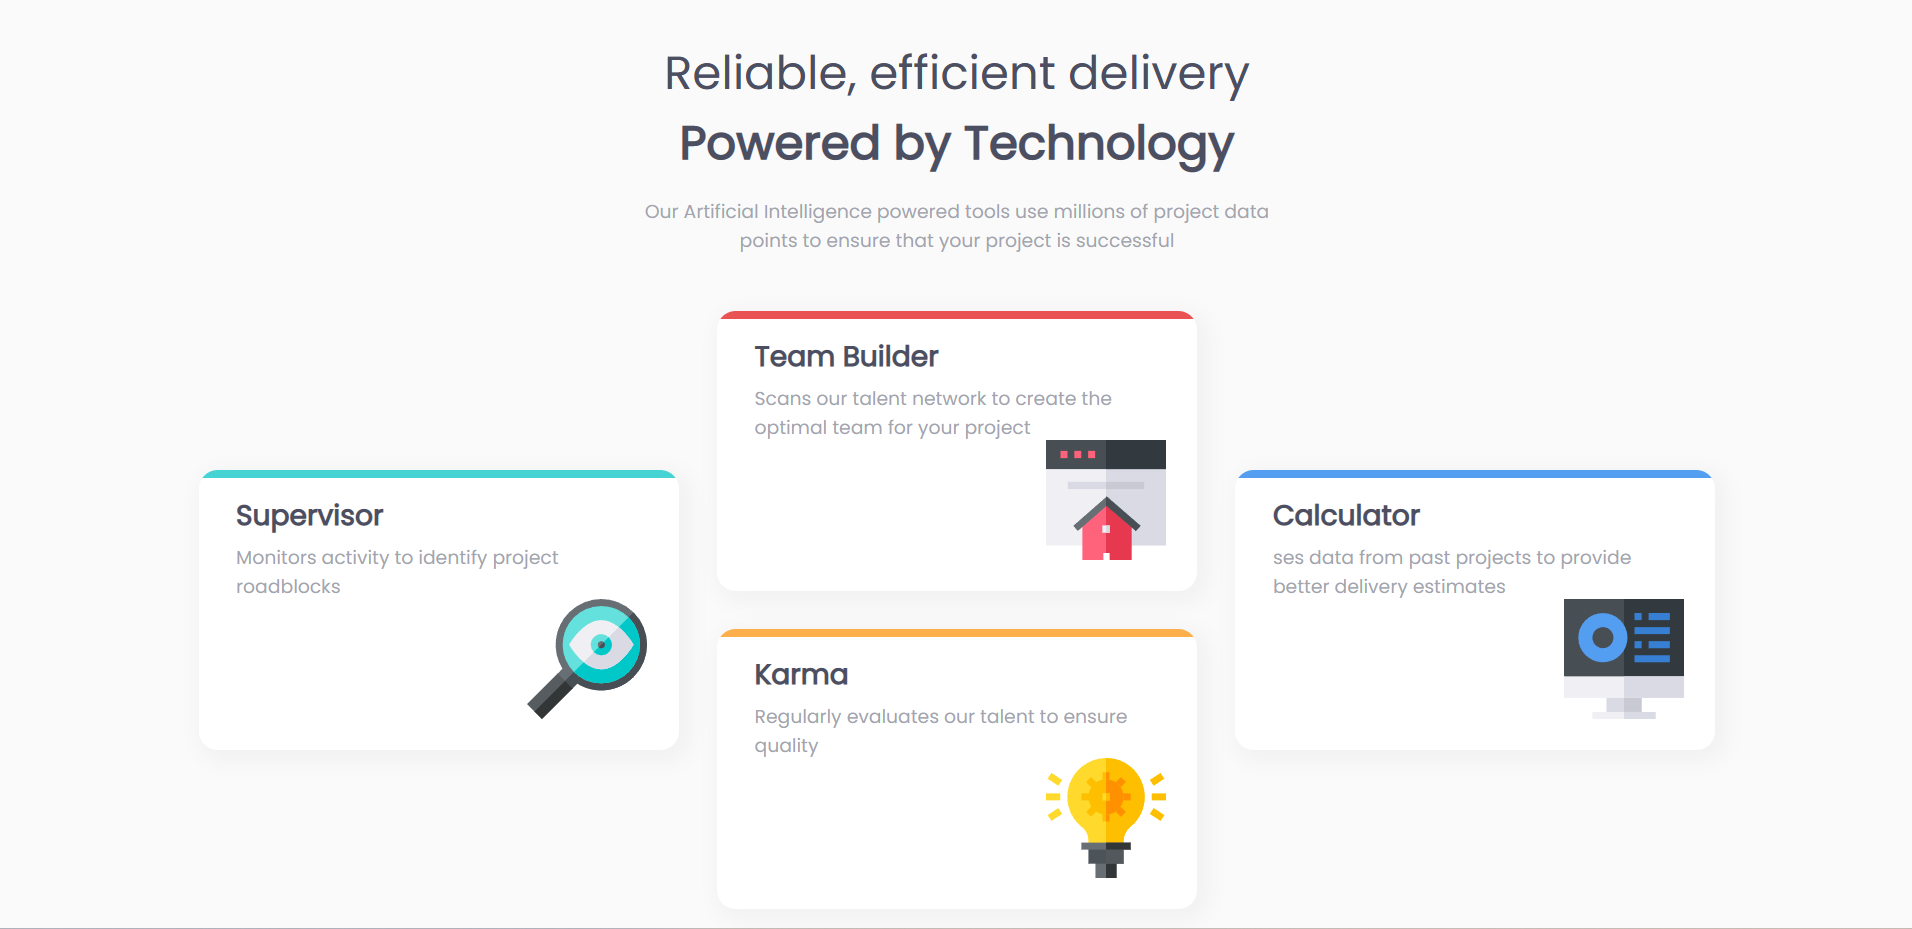 Reliable, efficient delivery
Powered by Technology
Our Artificial Intelligence powered tools use millions of project data
points to ensure that your project is successful
Supervisor
Monitors activity to identify project
roadblocks
Team Builder
Scans our talent network to create the
optimal team for your project
Karma
Regularly evaluates our talent to ensure
quality
Calculator
ses data from past projects to provide
better delivery estimates